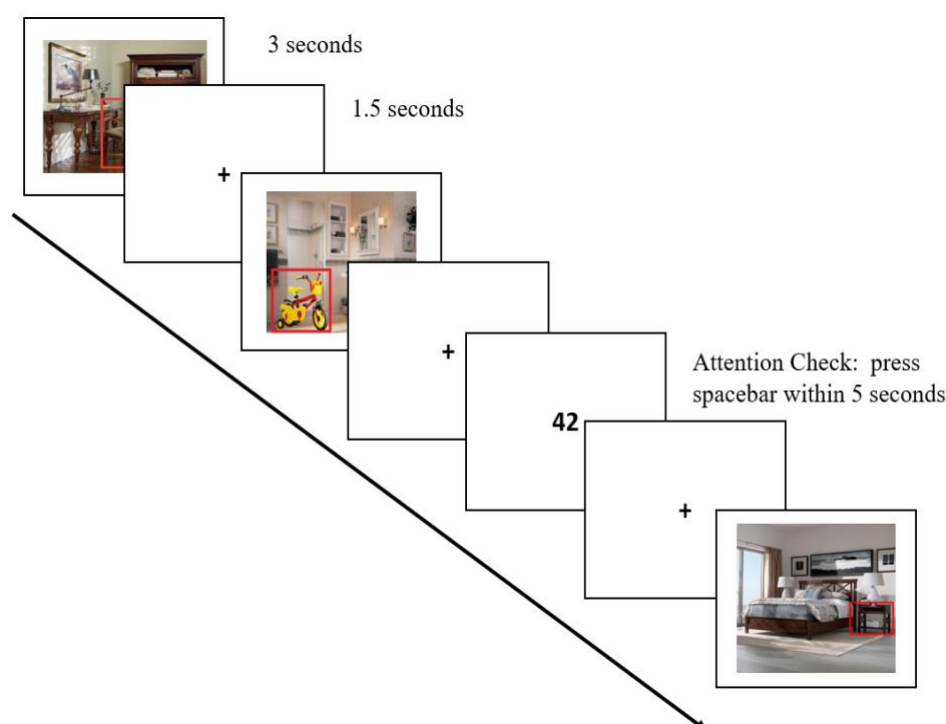 3 seconds
1.5 seconds
+
+
Attention Check:  press
spacebar within 5 seconds
42
+